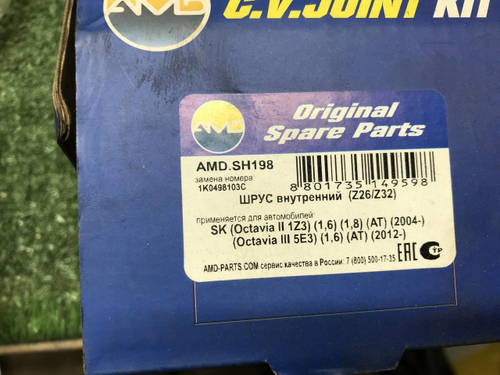 AMD C.V.JOINT KIT
AMD Original
Spare Parts
AMD.SH198
замена номера:
1K0498103C
8 801735 149598
ШРУС внутренний (Z26/Z32)
применяется для автомобилей:
SK (Octavia II 1Z3) (1,6) (1,8) (AT) (2004-)
(Octavia III 5E3) (1,6) (AT) (2012-)
AMD-PARTS.COM сервис качества в России: 7 (800) 500-17-35
EAC
СТР